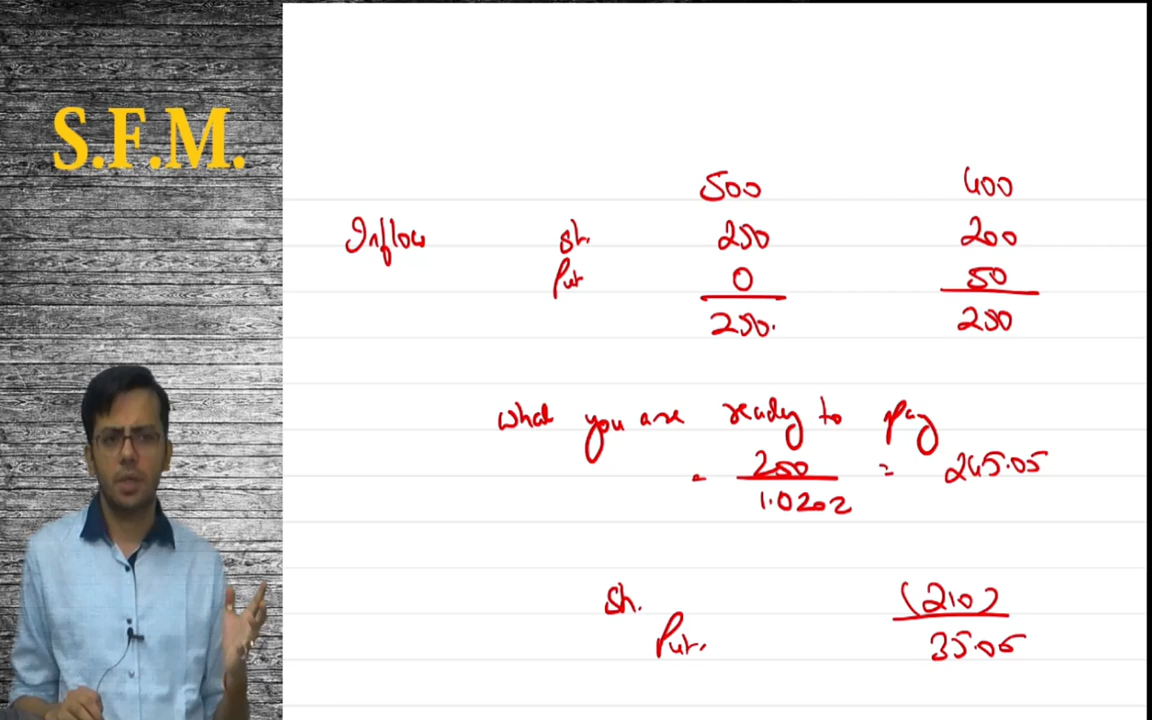 S.F.M.
500 400
Inflow sh. 250 200
Put 0 50
250. 250
what you are ready to pay
= 250 = 245.05
1.0202
Sh. (210)
Put. 35.05